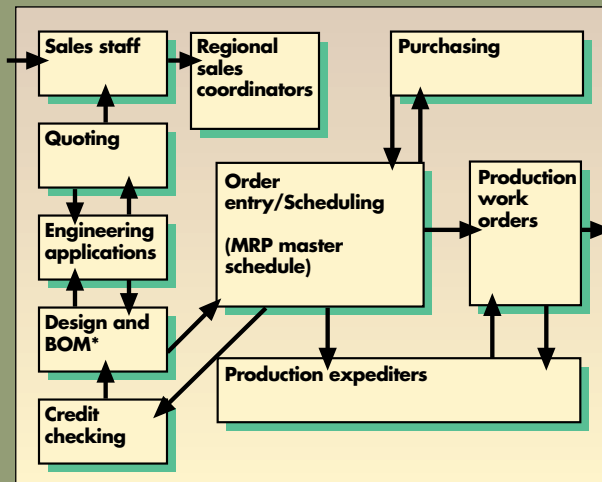 Sales staff
Regional
sales
coordinators
Purchasing
Quoting
Order
entry/Scheduling
(MRP master
schedule)
Production
work
orders
Engineering
applications
Design and
BOM*
Production expediters
Credit
checking